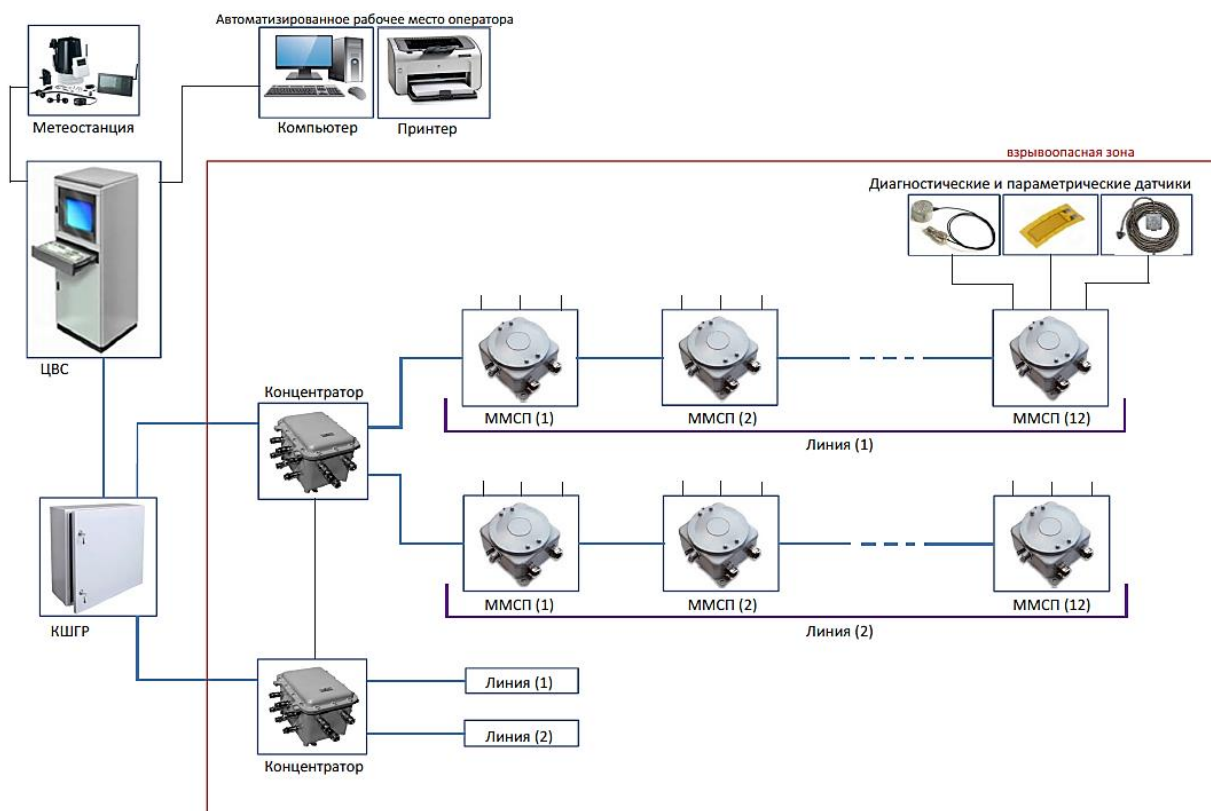 Автоматизированное рабочее место оператора
Метеостанция
Компьютер
Принтер
взрывоопасная зона
Диагностические и параметрические датчики
ЦВС
Концентратор
ММСП (1)
ММСП (2)
ММСП (12)
Линия (1)
КШГР
ММСП (1)
ММСП (2)
ММСП (12)
Линия (2)
Линия (1)
Линия (2)
Концентратор